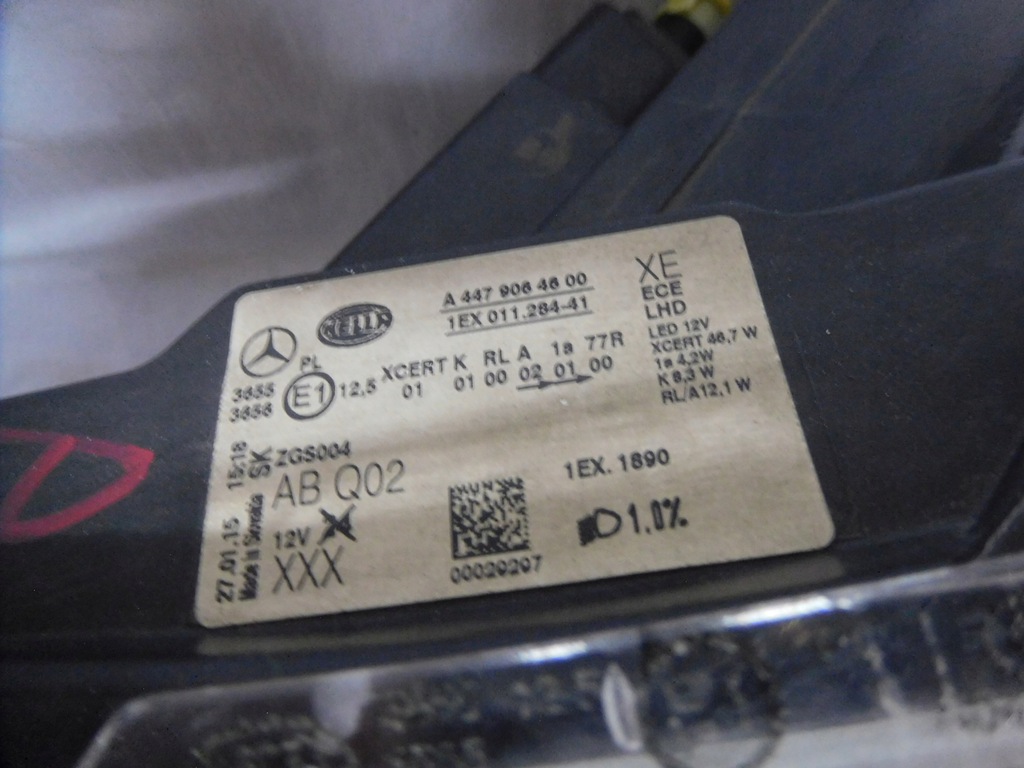 A 447 906 46 00
1EX 011.284-41
HELLA
XE
ECE
LHD
LED 12V
XCERT 46,7 W
1a 4,2W
K 8,3 W
RL/A12,1 W
PL
3655
3656
E1
12,5
XCERT K RL A 1a 77R
01 01 00 02 01 00
27.01.15 15:18
Made in Slovakia SK
ZGS004
AB Q02
12V X
XXX
00029297
1EX.1890
1.0%
D